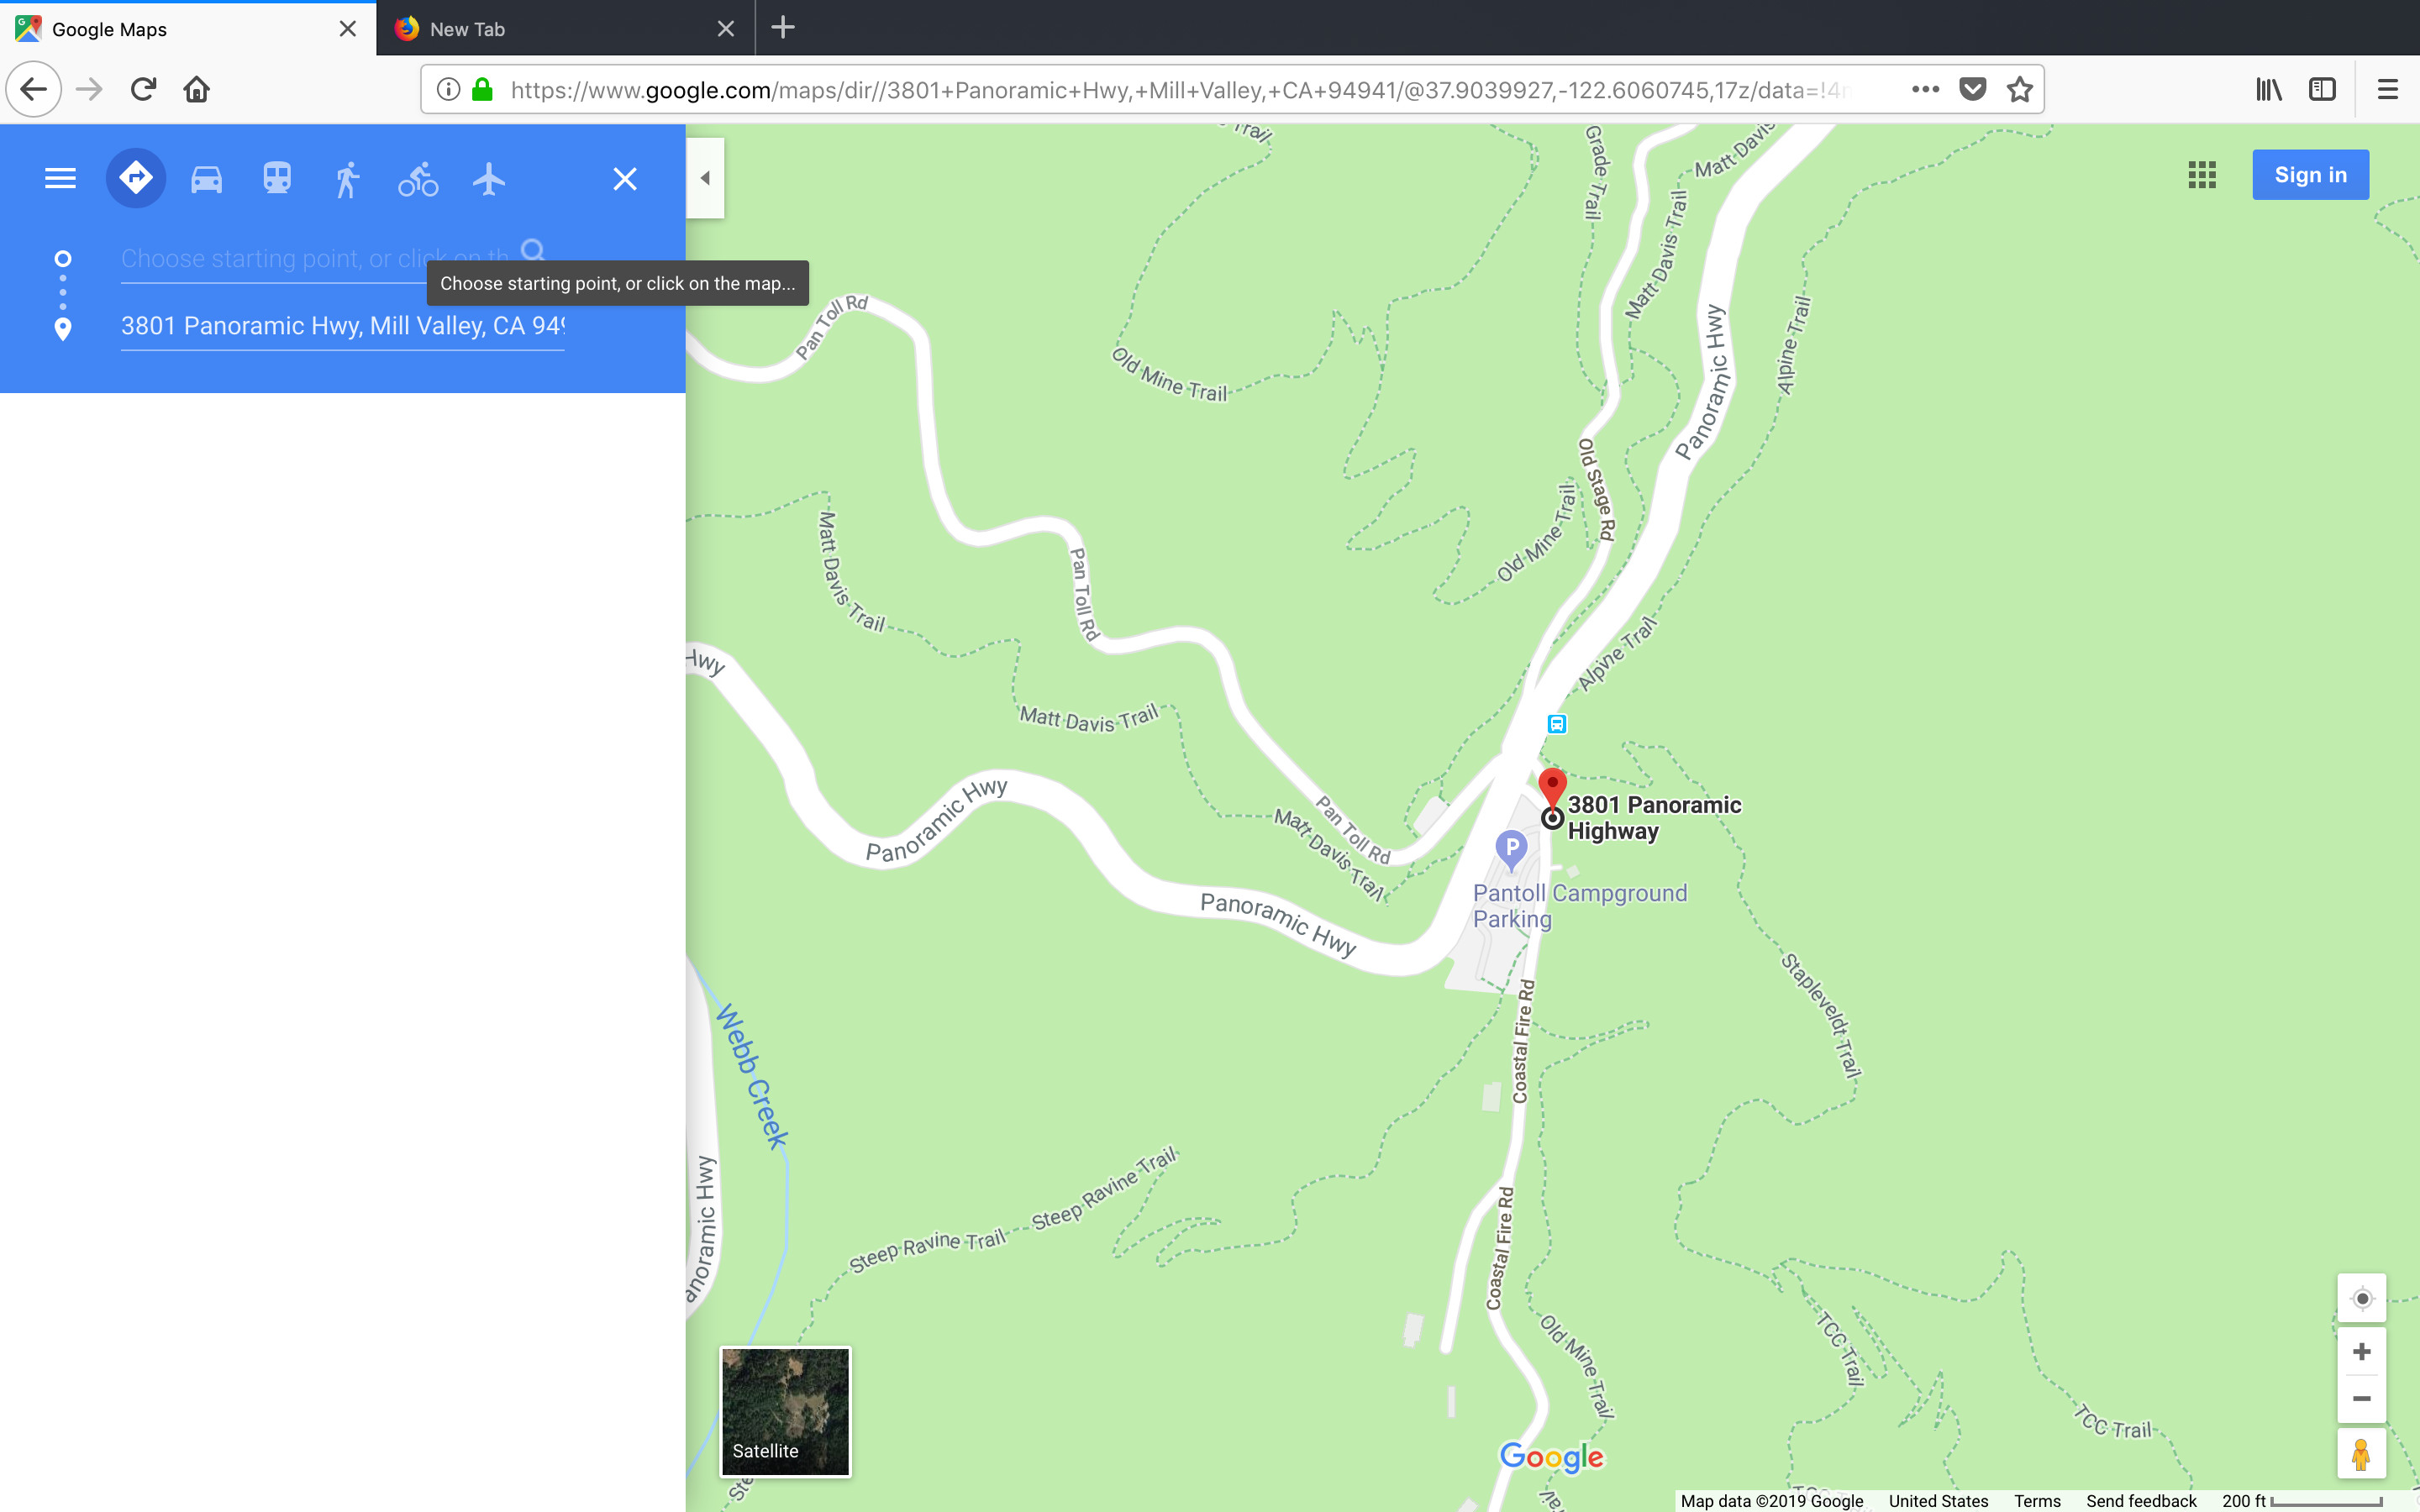 Google Maps
New Tab
https://www.google.com/maps/dir//3801+Panoramic+Hwy,+Mill+Valley,+CA+94941/@37.9039927,-122.6060745,17z/data=!4m
Sign in
Choose starting point, or click on th
Choose starting point, or click on the map...
3801 Panoramic Hwy, Mill Valley, CA 949
Trail
Grade Trail
Matt Davis
Matt Davis Trail
Pan Toll Rd
Old Mine Trail
Panoramic Hwy
Alpine Trail
Old Stage Rd
Old Mine Trail
Matt Davis Trail
Pan Toll Rd
Alpine Trail
Hwy
Matt Davis Trail
Panoramic Hwy
Pan Toll Rd
Matt Davis Trail
3801 Panoramic
Highway
P
Pantoll Campground
Parking
Panoramic Hwy
Stapleveldt Trail
Coastal Fire Rd
Webb Creek
Steep Ravine Trail
Steep Ravine Trail
anoramic Hwy
Coastal Fire Rd
Old Mine Trail
TCC Trail
TCC Trail
Satellite
Ste
Google
Map data ©2019 Google United States Terms Send feedback 200 ft